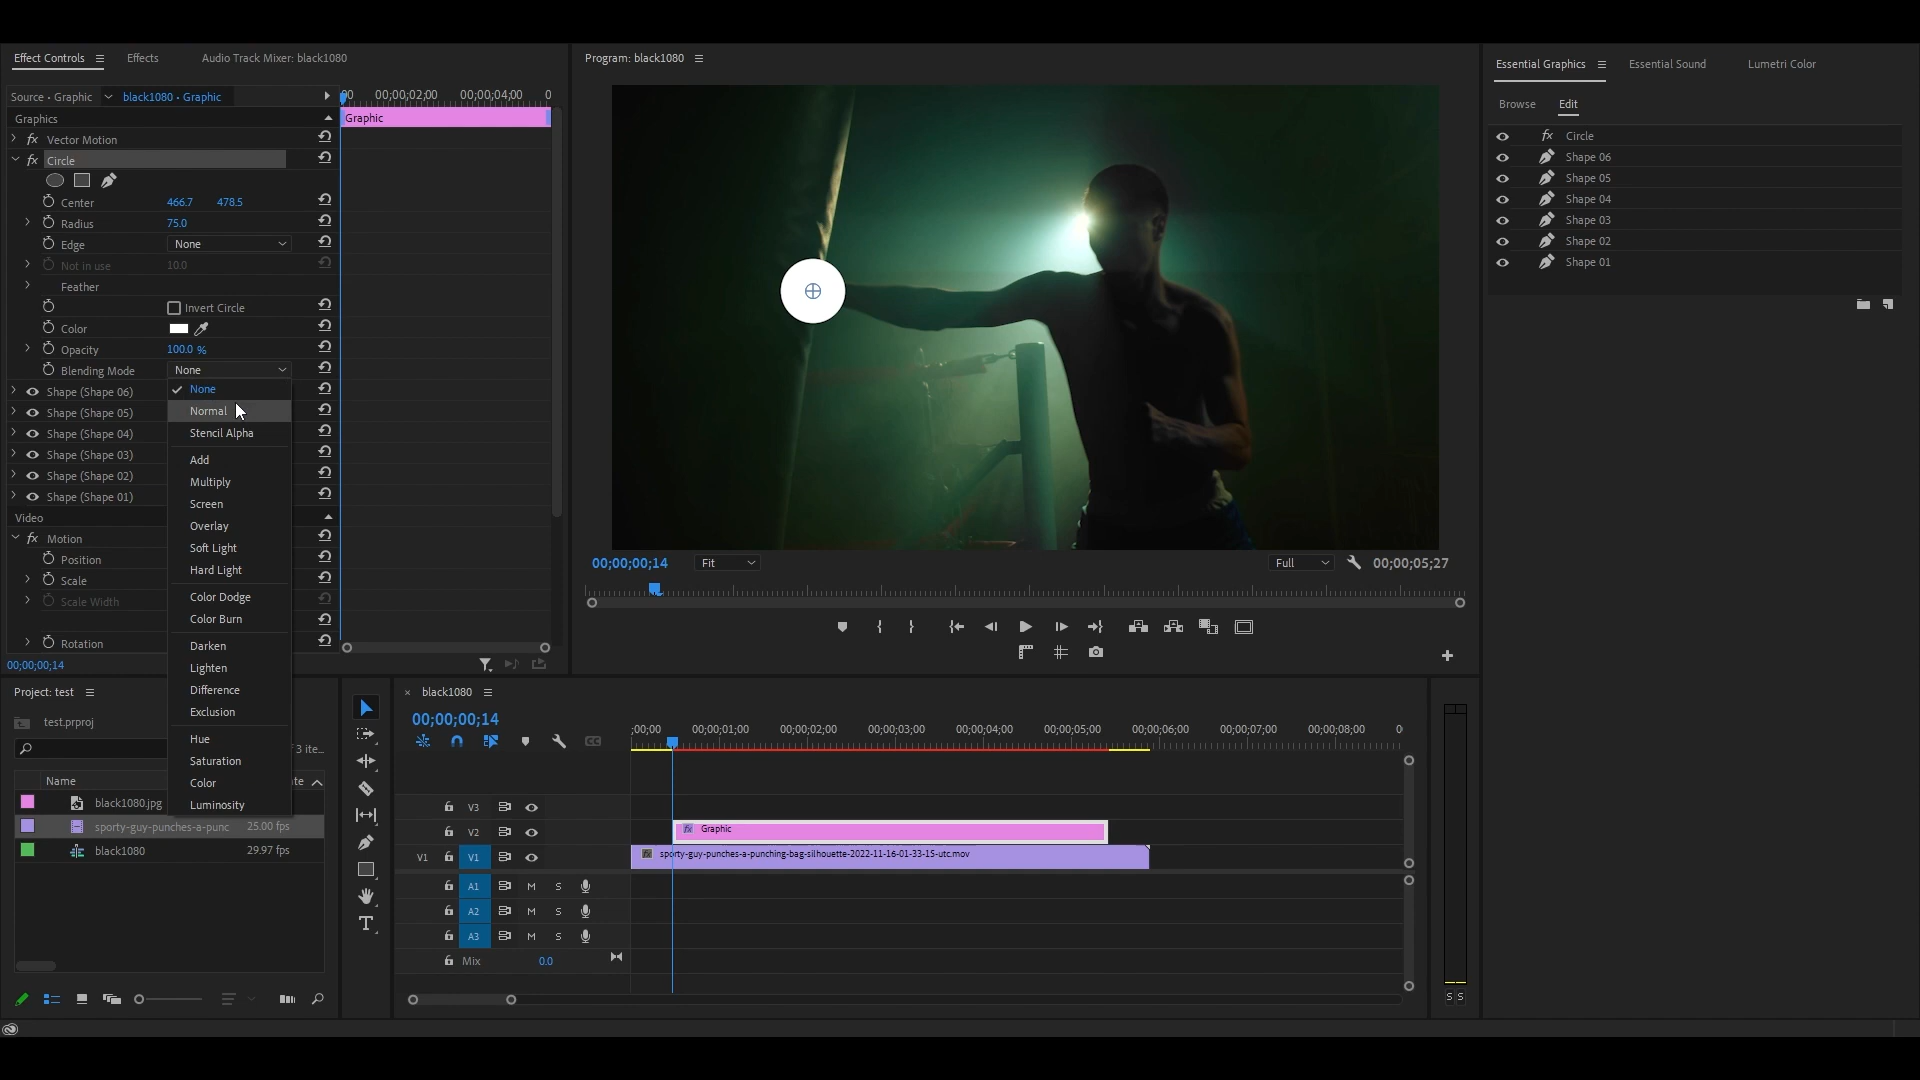 Effect Controls
Effects
Audio Track Mixer: black1080
Source • Graphic
black1080 • Graphic
00
00;00;02;00
00;00;04;00
0
Graphics
Graphic
fx Vector Motion
fx Circle
Center 466.7 478.5
Radius 75.0
Edge None
Not in use 10.0
Feather
Invert Circle
Color
Opacity 100.0 %
Blending Mode None
Shape (Shape 06)
Shape (Shape 05)
Shape (Shape 04)
Shape (Shape 03)
Shape (Shape 02)
Shape (Shape 01)
Video
fx Motion
Position
Scale
Scale Width
Rotation
00;00;00;14
None
Normal
Stencil Alpha
Add
Multiply
Screen
Overlay
Soft Light
Hard Light
Color Dodge
Color Burn
Darken
Lighten
Difference
Exclusion
Hue
Saturation
Color
Luminosity
Program: black1080
00;00;00;14
Fit
Full
00;00;05;27
Essential Graphics
Essential Sound
Lumetri Color
Browse
Edit
fx Circle
Shape 06
Shape 05
Shape 04
Shape 03
Shape 02
Shape 01
Project: test
test.prproj
3 ite...
Name
te
black1080.jpg
sporty-guy-punches-a-punc 25.00 fps
black1080 29.97 fps
T
× black1080
00;00;00;14
;00;00
00;00;01;00
00;00;02;00
00;00;03;00
00;00;04;00
00;00;05;00
00;00;06;00
00;00;07;00
00;00;08;00
0
V3
V2
fx Graphic
V1 V1
fx sporty-guy-punches-a-punching-bag-silhouette-2022-11-16-01-33-15-utc.mov
A1 M S
A2 M S
A3 M S
Mix 0.0
S S